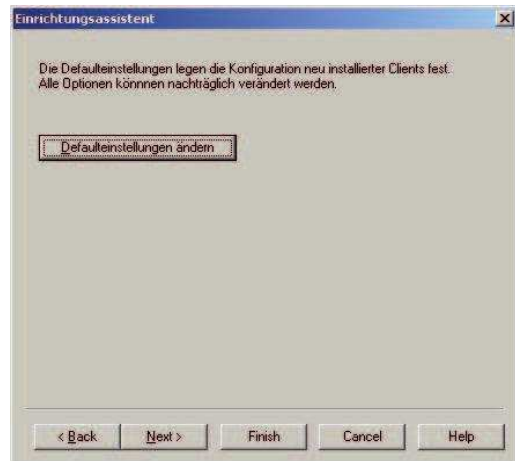 Einrichtungsassistent
Die Defaulteinstellungen legen die Konfiguration neu installierter Clients fest.
Alle Optionen könnnen nachträglich verändert werden.
Defaulteinstellungen ändern
< Back
Next >
Finish
Cancel
Help